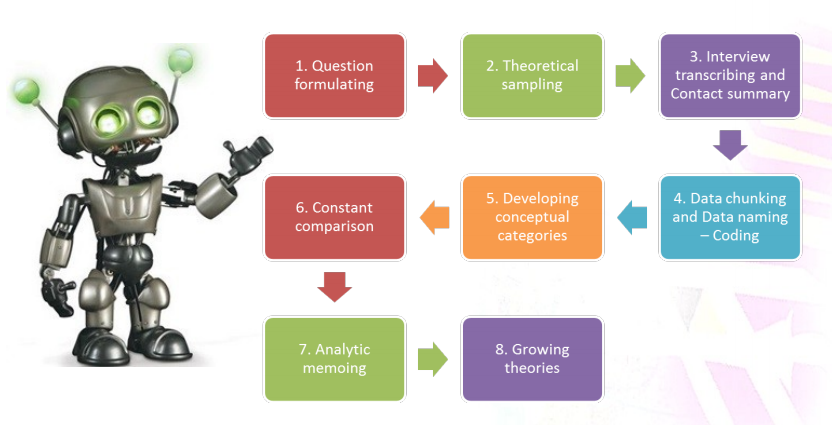 1. Question
formulating
2. Theoretical
sampling
3. Interview
transcribing and
Contact summary
4. Data chunking
and Data naming
– Coding
5. Developing
conceptual
categories
6. Constant
comparison
7. Analytic
memoing
8. Growing
theories